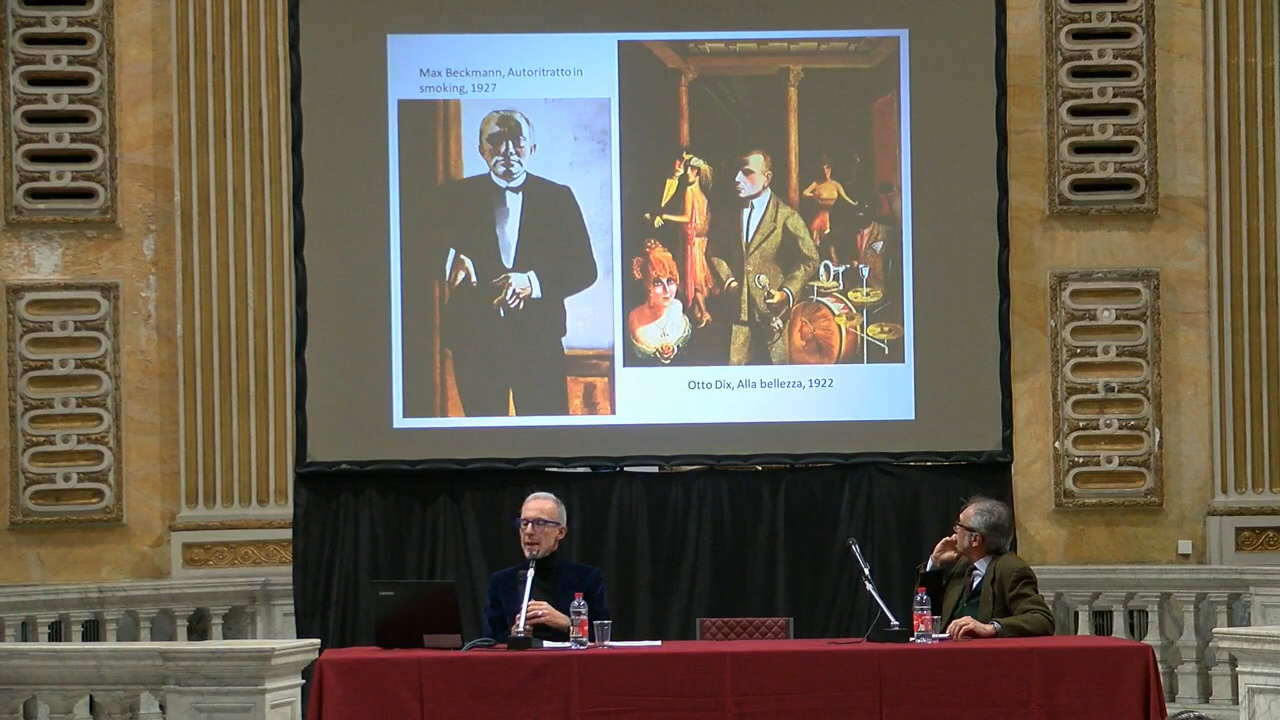 Max Beckmann, Autoritratto in
smoking, 1927
Otto Dix, Alla bellezza, 1922